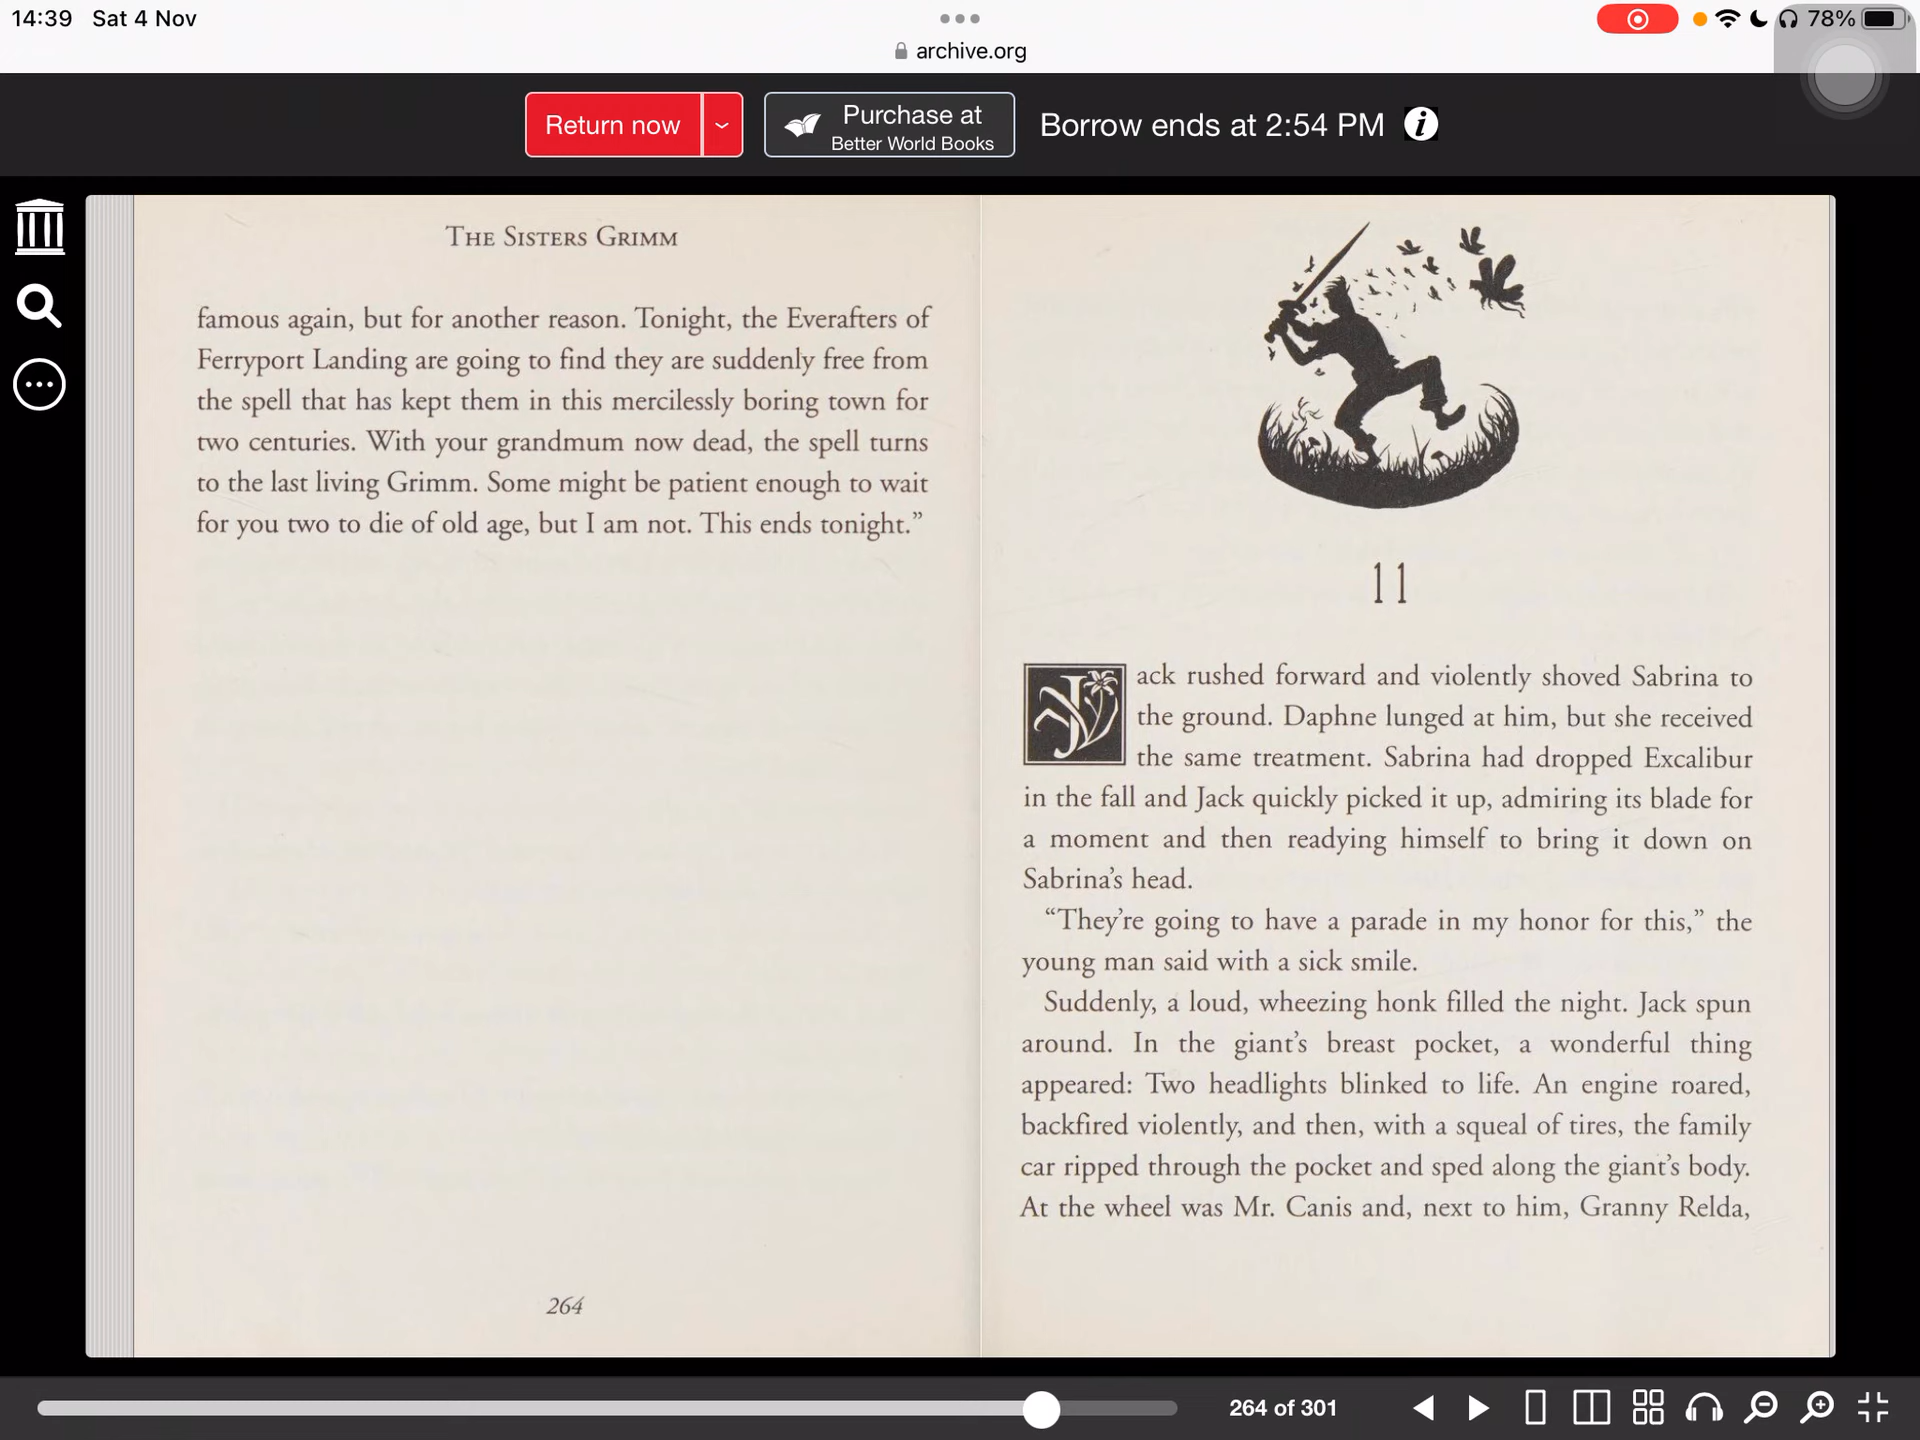 14:39 Sat 4 Nov
78%
archive.org
Return now
Purchase at
Better World Books
Borrow ends at 2:54 PM
The Sisters Grimm
famous again, but for another reason. Tonight, the Everafters of
Ferryport Landing are going to find they are suddenly free from
the spell that has kept them in this mercilessly boring town for
two centuries. With your grandmum now dead, the spell turns
to the last living Grimm. Some might be patient enough to wait
for you two to die of old age, but I am not. This ends tonight.”
264
11
Jack rushed forward and violently shoved Sabrina to
the ground. Daphne lunged at him, but she received
the same treatment. Sabrina had dropped Excalibur
in the fall and Jack quickly picked it up, admiring its blade for
a moment and then readying himself to bring it down on
Sabrina’s head.
“They’re going to have a parade in my honor for this,” the
young man said with a sick smile.
Suddenly, a loud, wheezing honk filled the night. Jack spun
around. In the giant’s breast pocket, a wonderful thing
appeared: Two headlights blinked to life. An engine roared,
backfired violently, and then, with a squeal of tires, the family
car ripped through the pocket and sped along the giant’s body.
At the wheel was Mr. Canis and, next to him, Granny Relda,
264 of 301